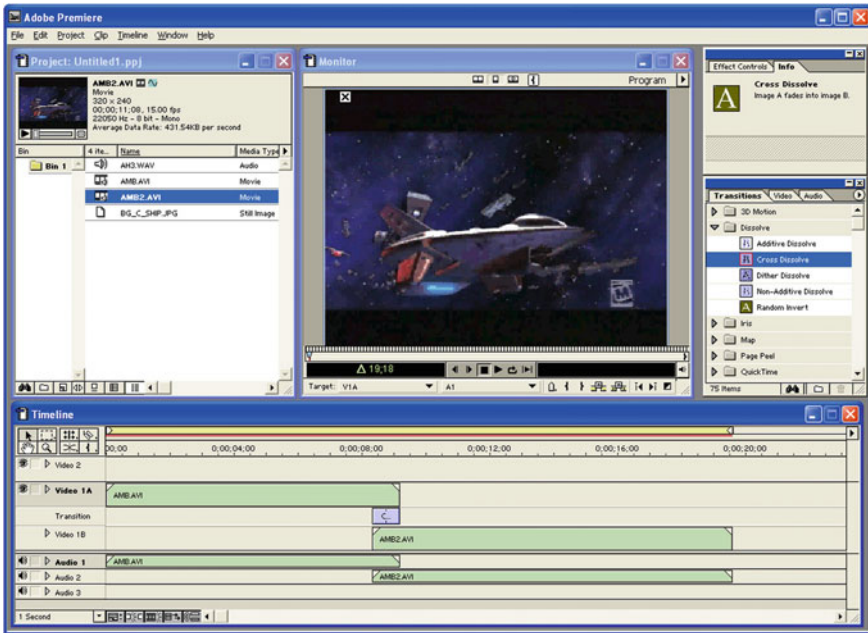 Adobe Premiere
File Edit Project Clip Timeline Window Help
Project: Untitled1.ppj
AMB2.AVI
Movie
320 x 240
00;00;11;08, 15.00 fps
22050 Hz - 8 bit - Mono
Average Data Rate: 431.54KB per second
Bin
4 ite... Name Media Type
Bin 1
AH3.WAV Audio
AMB.AVI Movie
AMB2.AVI Movie
BG_C_SHIP.JPG Still Image
Monitor
Program
Δ 19;18
Target: V1A A1
Effect Controls Info
A
Cross Dissolve
Image A fades into image B.
Transitions Video Audio
3D Motion
Dissolve
Additive Dissolve
Cross Dissolve
Dither Dissolve
Non-Additive Dissolve
Random Invert
Iris
Map
Page Peel
QuickTime
75 Items
Timeline
00;00 0;00;04;00 0;00;08;00 0;00;12;00 0;00;16;00 0;00;20;00
Video 2
Video 1A AMB.AVI
Transition
Video 1B AMB2.AVI
Audio 1 AMB.AVI
Audio 2 AMB2.AVI
Audio 3
1 Second